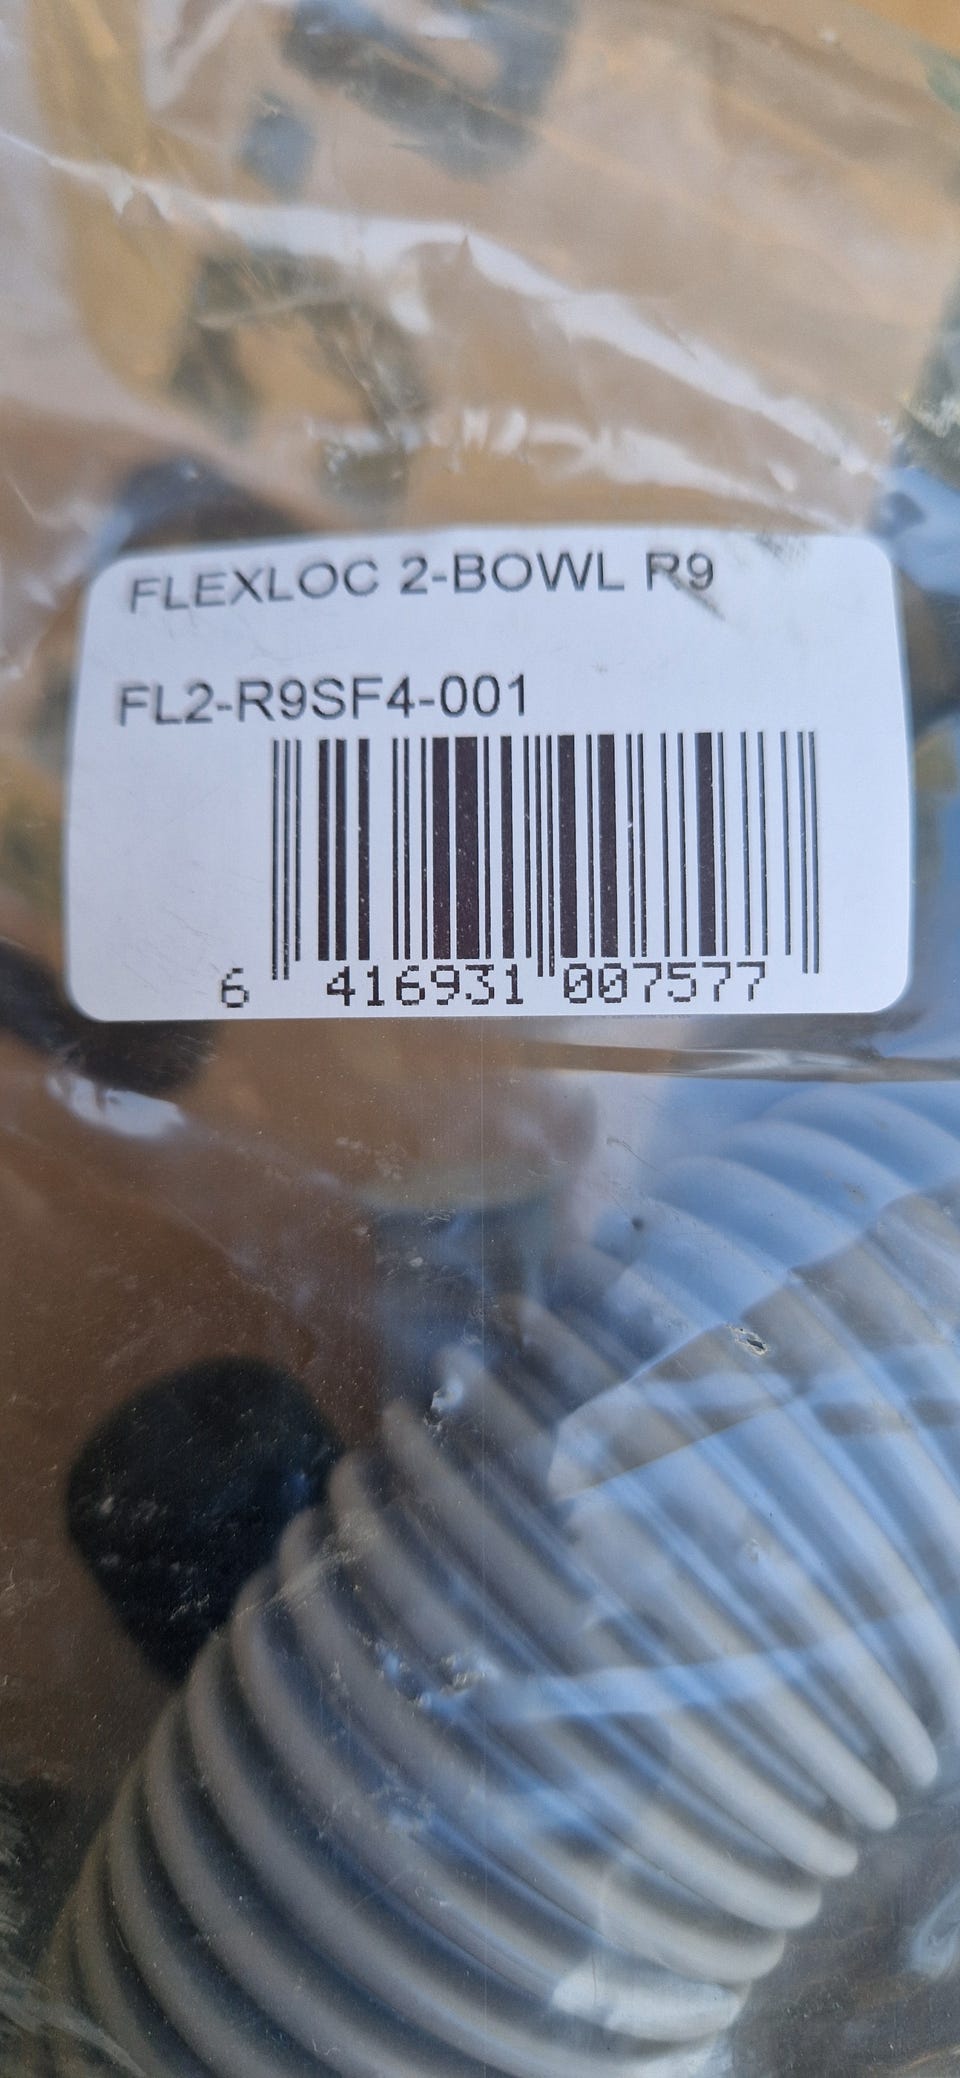 FLEXLOC 2-BOWL R9
FL2-R9SF4-001
6 416931 007577